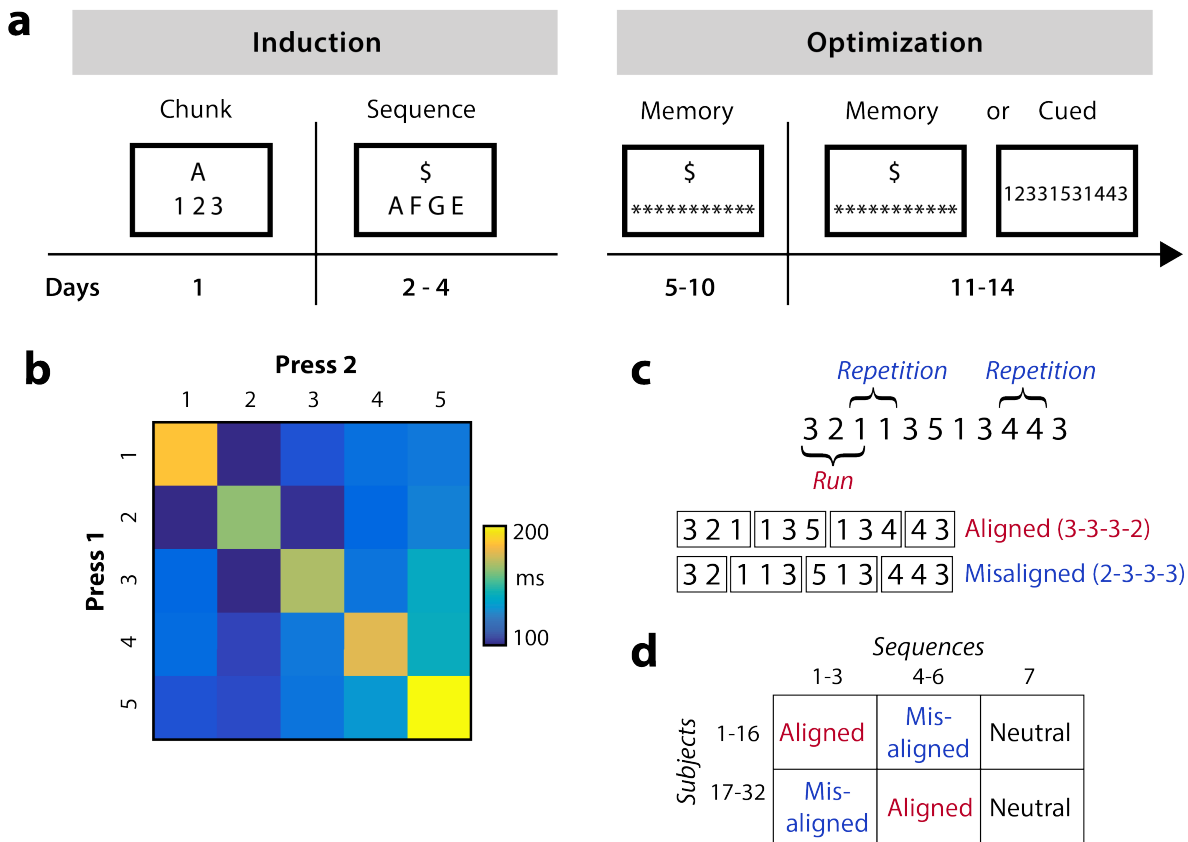 a
Induction
Optimization
Chunk
Sequence
Memory
Memory or Cued
A
1 2 3
$
A F G E
$
***********
$
***********
12331531443
Days 1 2 - 4 5-10 11-14
b
Press 2
1 2 3 4 5
Press 1
1
2
3
4
5
200
ms
100
c
Repetition Repetition
3 2 1 1 3 5 1 3 4 4 3
Run
3 2 1 1 3 5 1 3 4 4 3 Aligned (3-3-3-2)
3 2 1 1 3 5 1 3 4 4 3 Misaligned (2-3-3-3)
d
Sequences
1-3 4-6 7
Subjects
1-16 Aligned Mis-
aligned Neutral
17-32 Mis-
aligned Aligned Neutral